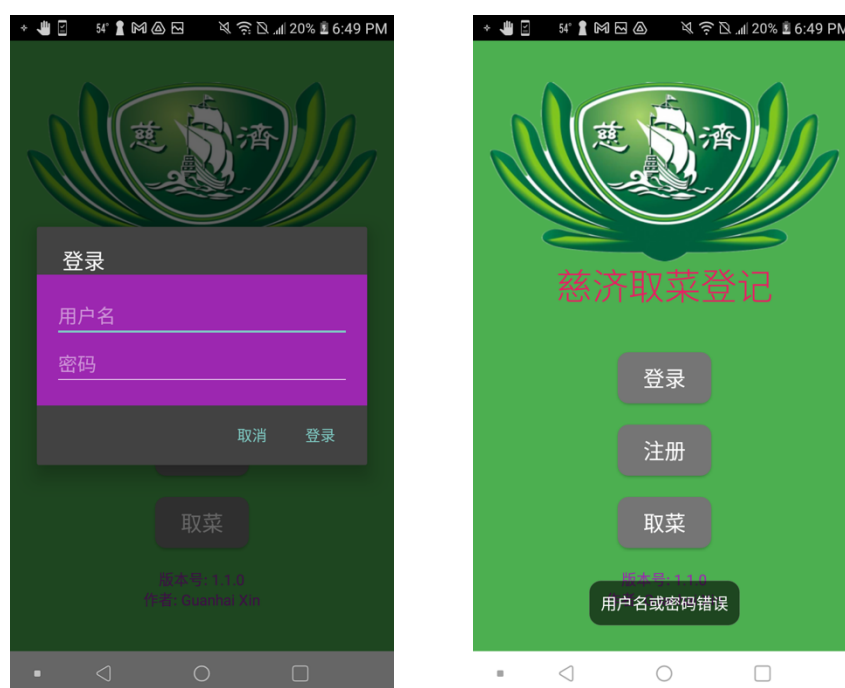 54° 20% 6:49 PM
慈 濟
登录
用户名
密码
取消 登录
取菜
版本号: 1.1.0
作者: Guanhai Xin
54° 20% 6:49 PM
慈 濟
慈济取菜登记
登录
注册
取菜
版本号: 1.1.0
用户名或密码错误